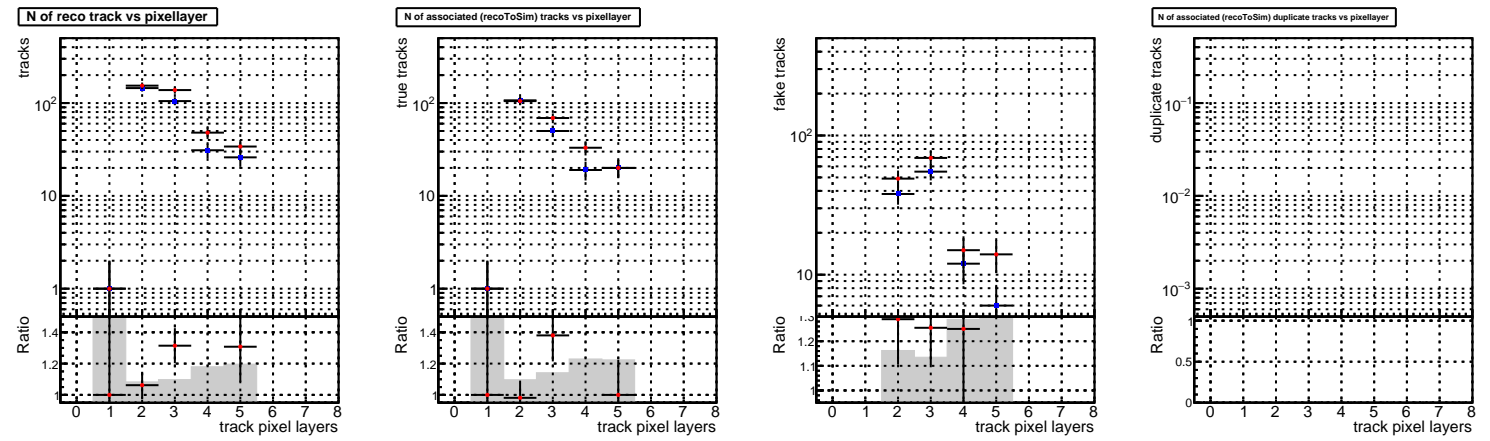 N of reco track vs pixellayer
tracks
10²
10
1
Ratio
1.4
1.2
1
0 1 2 3 4 5 6 7 8
track pixel layers
N of associated (recoToSim) tracks vs pixellayer
true tracks
10²
10
1
Ratio
1.4
1.2
1
0 1 2 3 4 5 6 7 8
track pixel layers
fake tracks
10²
10
Ratio
1.3
1.2
1.1
1
0 1 2 3 4 5 6 7 8
track pixel layers
N of associated (recoToSim) duplicate tracks vs pixellayer
duplicate tracks
10⁻¹
10⁻²
10⁻³
Ratio
1
0.5
0
0 1 2 3 4 5 6 7 8
track pixel layers